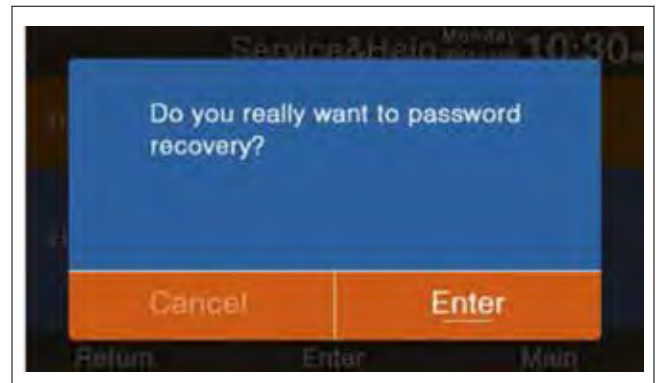 Service&Help Monday 10:30
Do you really want to password
recovery?
Cancel Enter
Return Enter Main